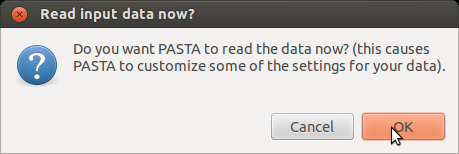 Read input data now?
Do you want PASTA to read the data now? (this causes
PASTA to customize some of the settings for your data).
Cancel
OK